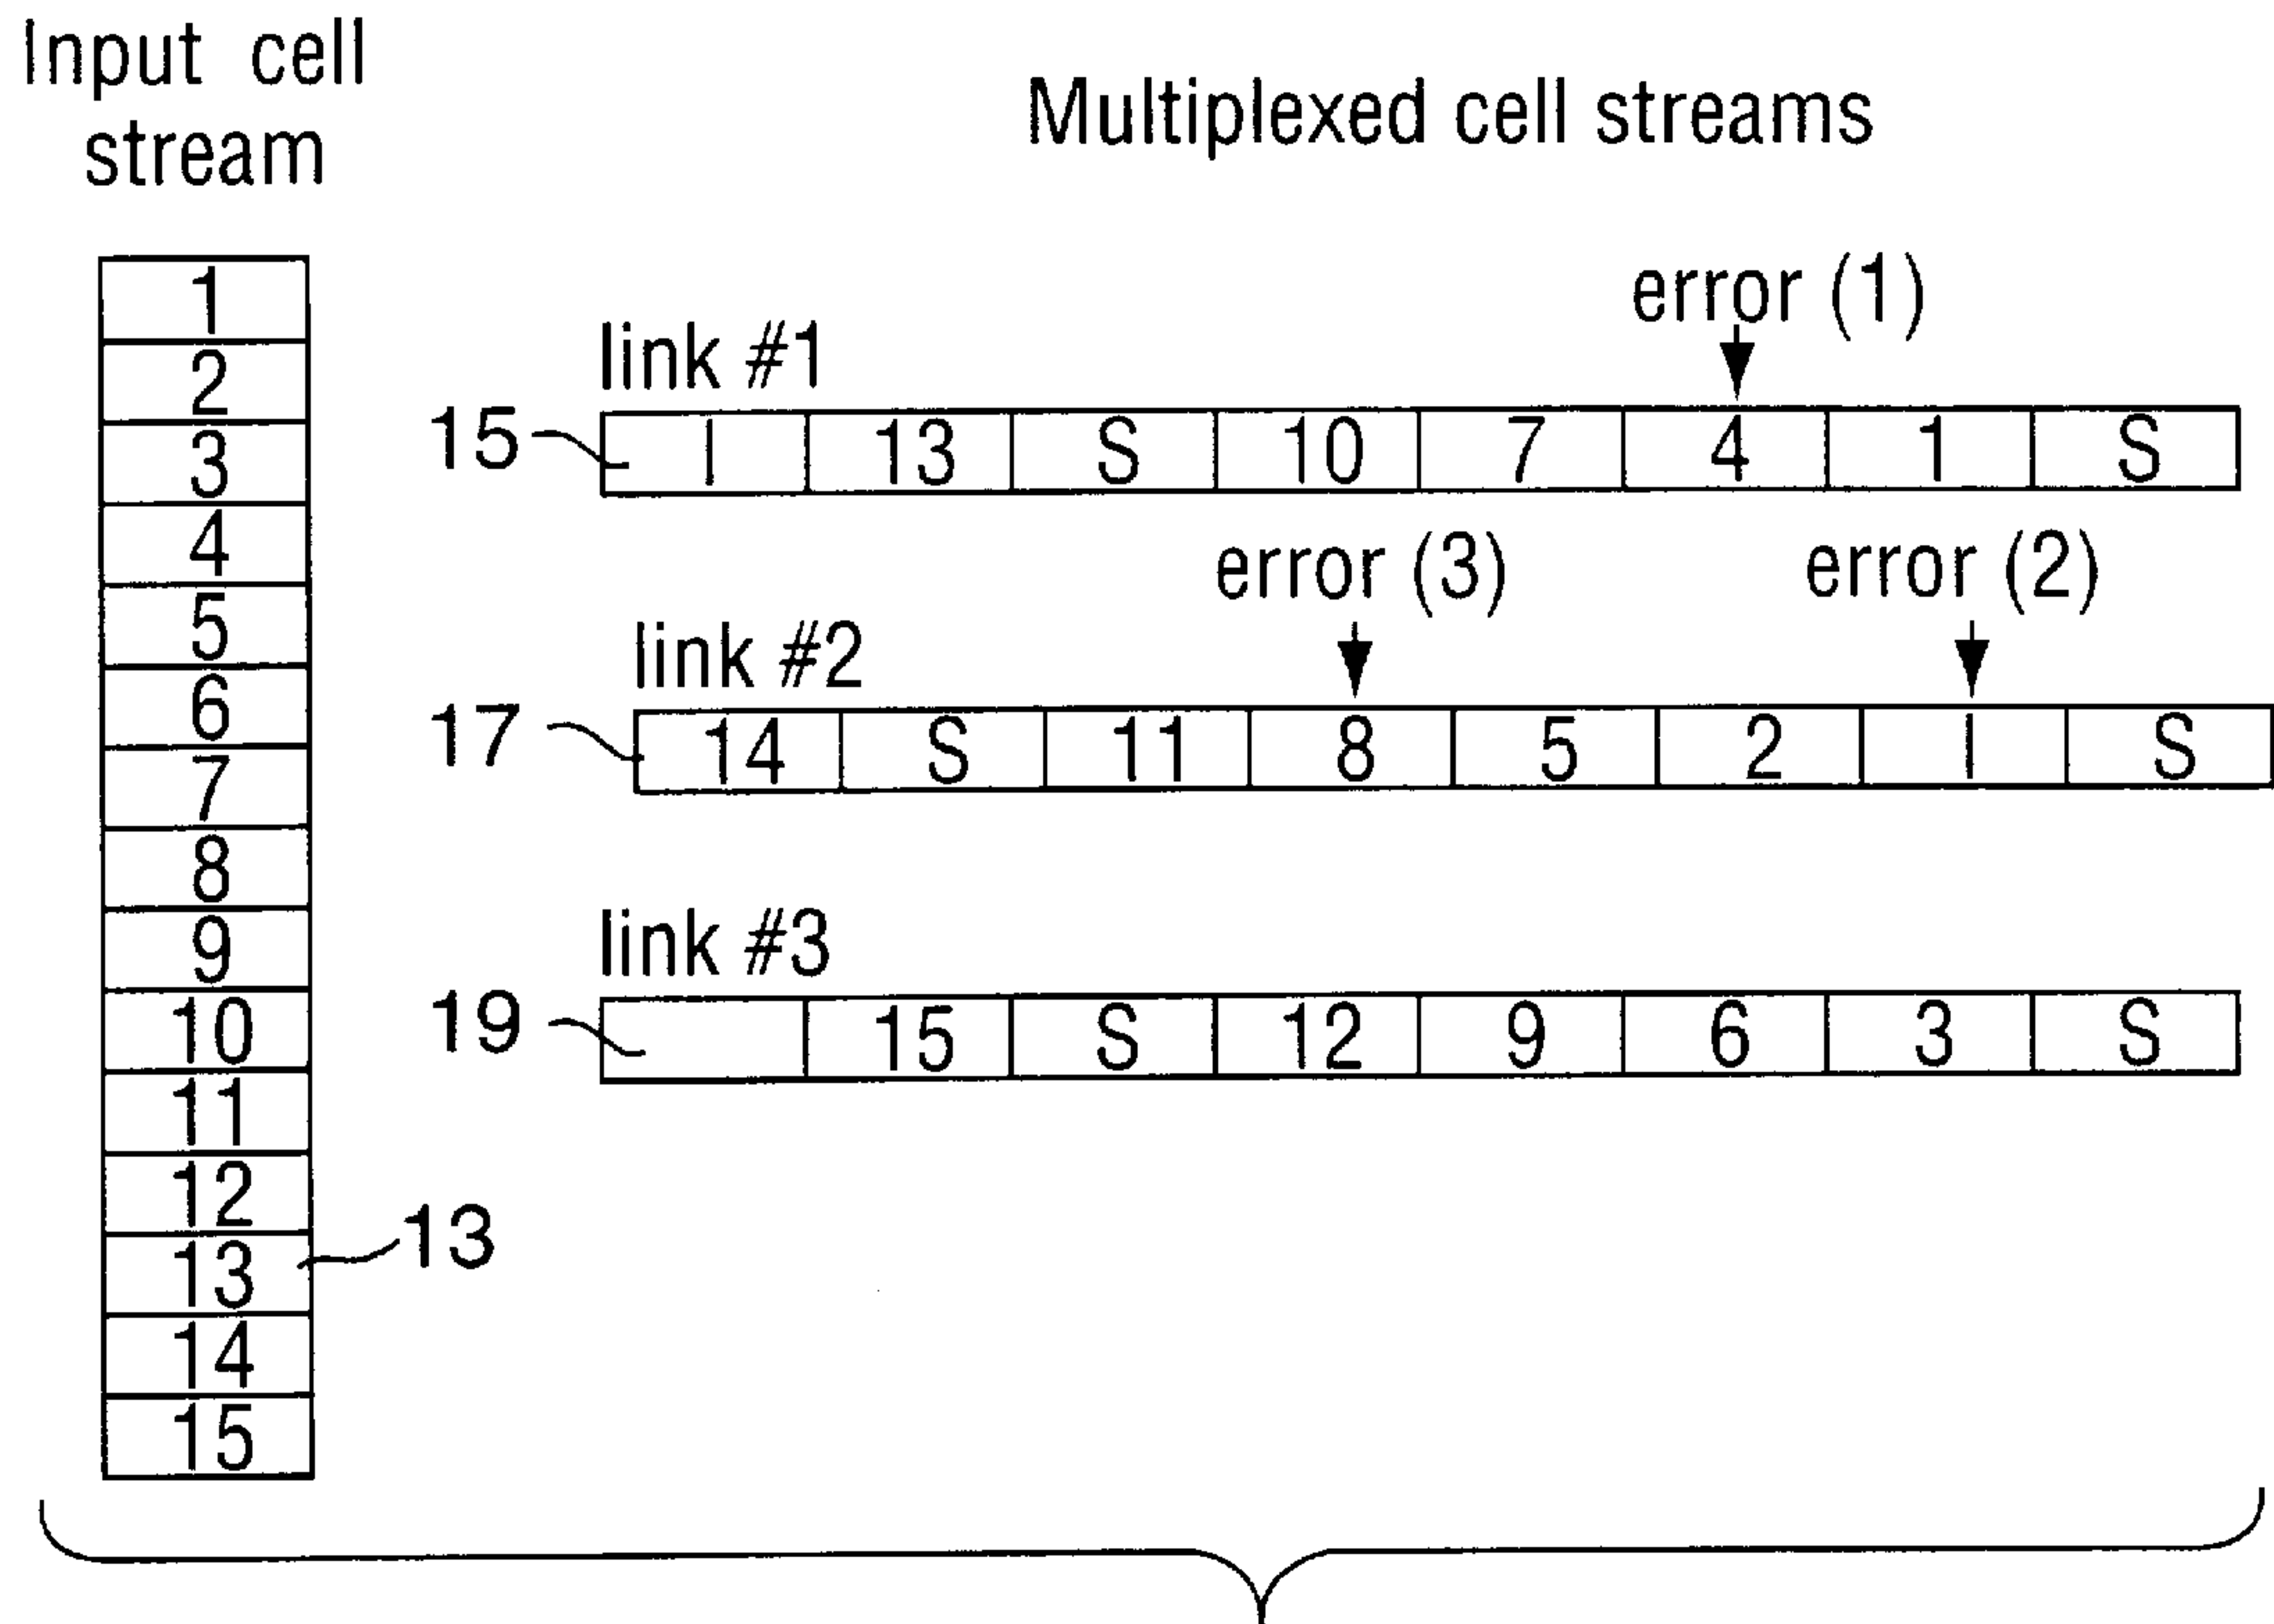 Input cell
stream
Multiplexed cell streams
1
2
3
4
5
6
7
8
9
10
11
12
13
14
15
13
error (1)
link #1
15
I 13 S 10 7 4 1 S
error (3) error (2)
link #2
17
14 S 11 8 5 2 I S
link #3
19
15 S 12 9 6 3 S